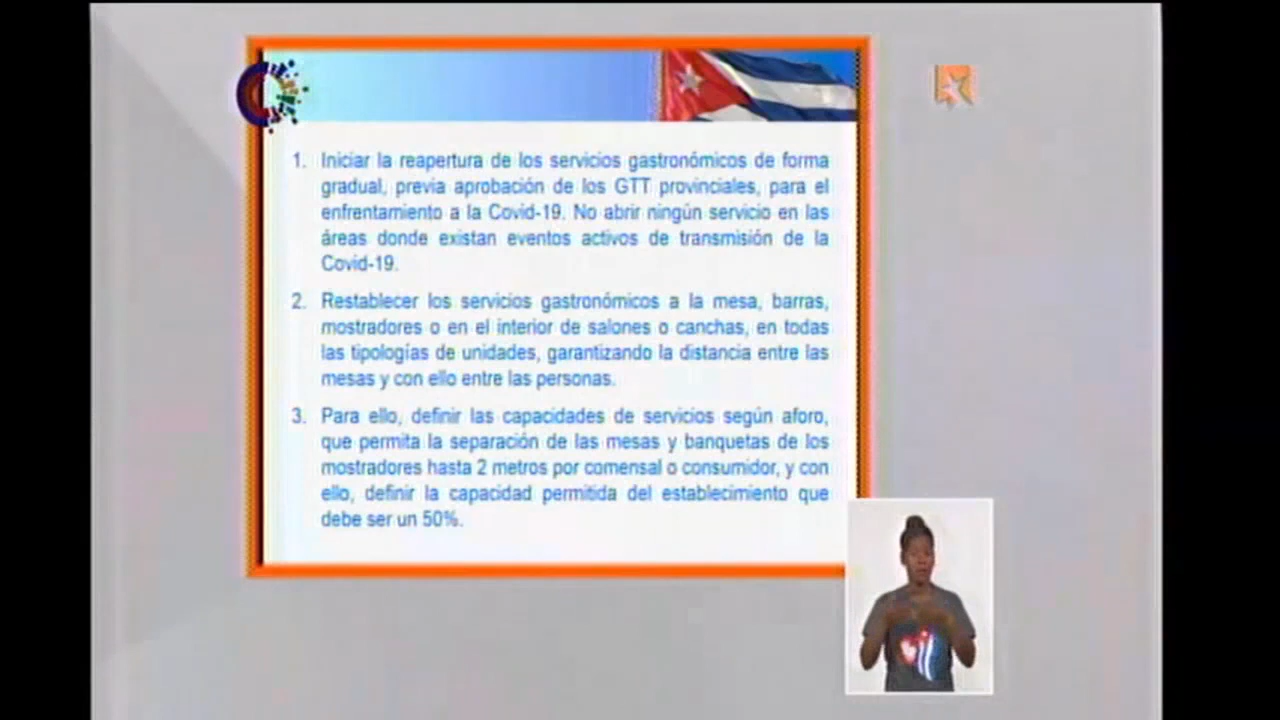 1. Iniciar la reapertura de los servicios gastronómicos de forma
gradual, previa aprobación de los GTT provinciales, para el
enfrentamiento a la Covid-19. No abrir ningún servicio en las
áreas donde existan eventos activos de transmisión de la
Covid-19.
2. Restablecer los servicios gastronómicos a la mesa, barras,
mostradores o en el interior de salones o canchas, en todas
las tipologías de unidades, garantizando la distancia entre las
mesas y con ello entre las personas.
3. Para ello, definir las capacidades de servicios según aforo,
que permita la separación de las mesas y banquetas de los
mostradores hasta 2 metros por comensal o consumidor, y con
ello, definir la capacidad permitida del establecimiento que
debe ser un 50%.